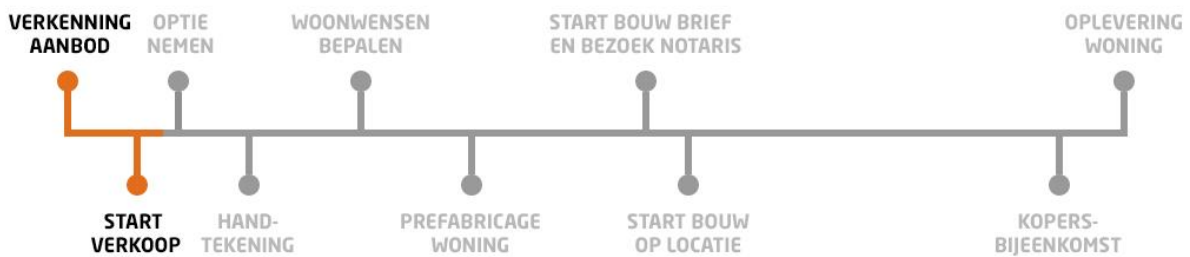 VERKENNING
AANBOD
OPTIE
NEMEN
WOONWENSEN
BEPALEN
START BOUW BRIEF
EN BEZOEK NOTARIS
OPLEVERING
WONING
START
VERKOOP
HAND-
TEKENING
PREFABRICAGE
WONING
START BOUW
OP LOCATIE
KOPERS-
BIJEENKOMST